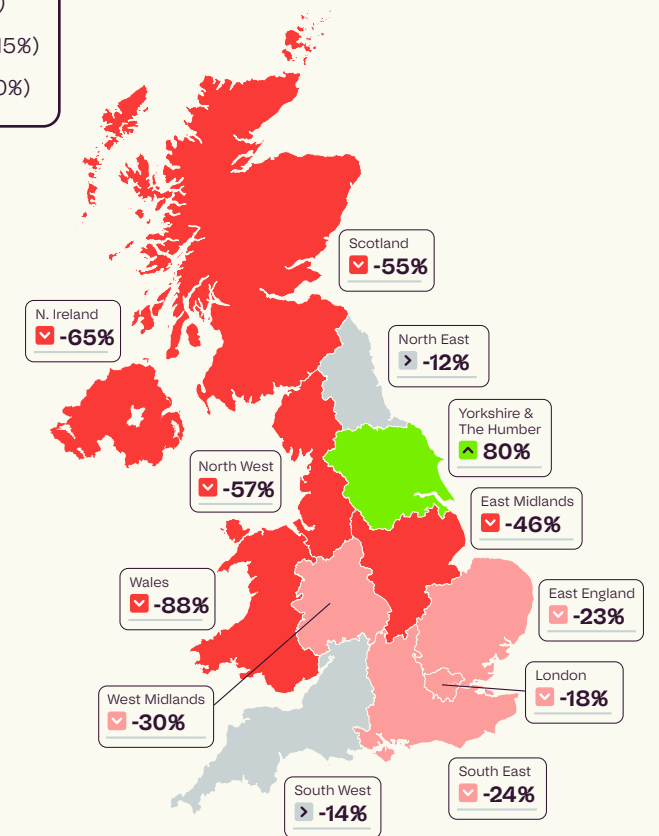 )
15%)
0%)
Scotland
-55%
N. Ireland
-65%
North East
-12%
Yorkshire &
The Humber
80%
North West
-57%
East Midlands
-46%
Wales
-88%
East England
-23%
London
-18%
West Midlands
-30%
South East
-24%
South West
-14%